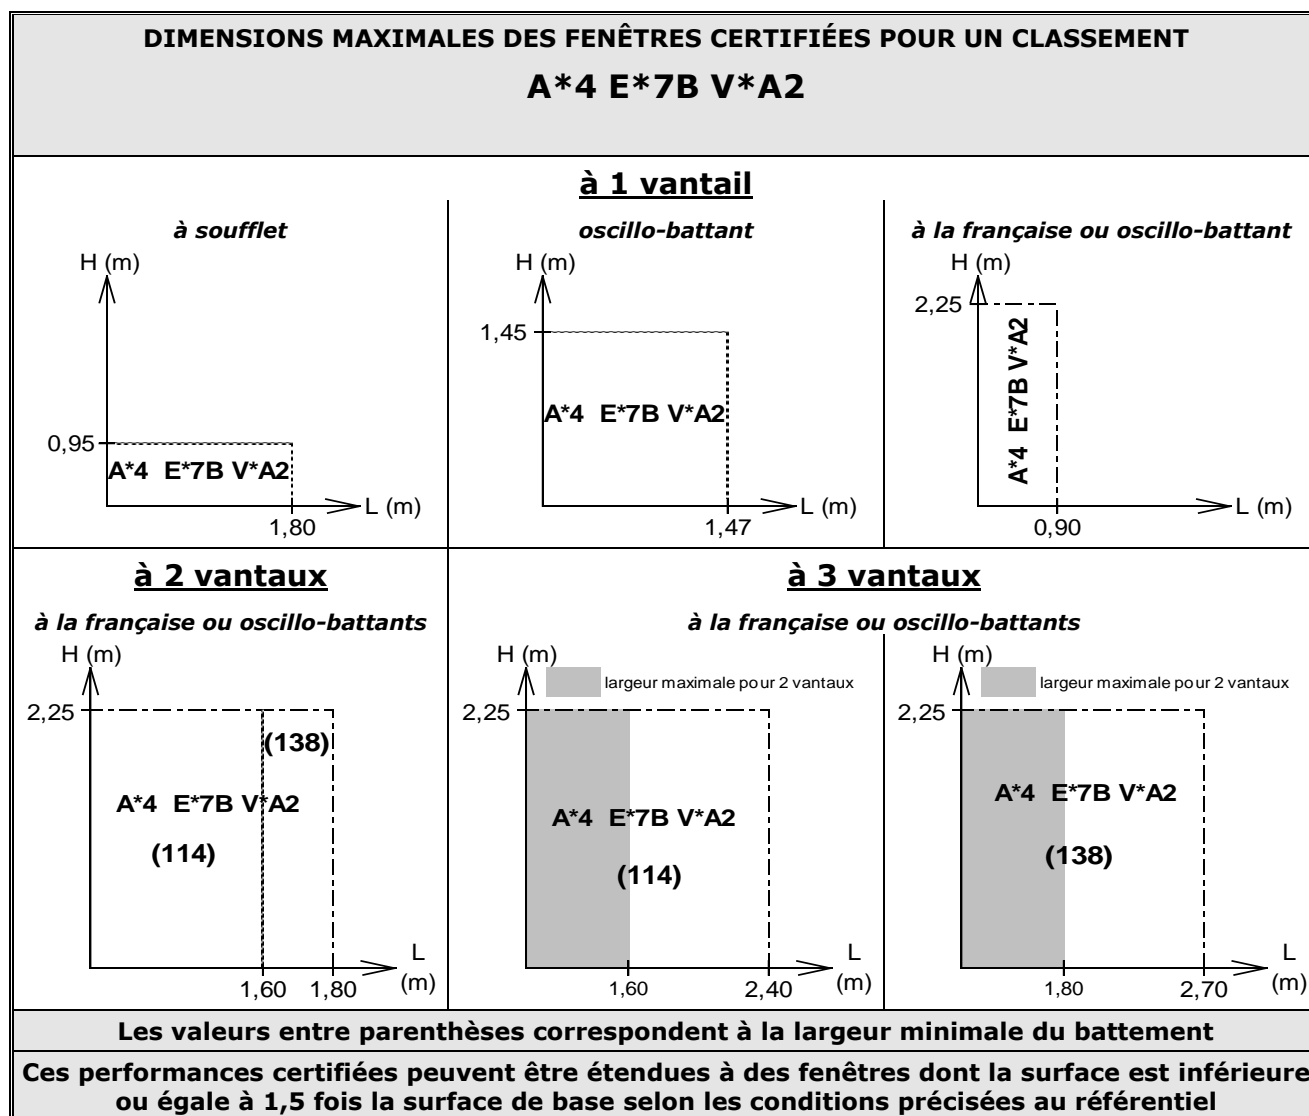 DIMENSIONS MAXIMALES DES FENÊTRES CERTIFIÉES POUR UN CLASSEMENT
A*4 E*7B V*A2
à 1 vantail
à soufflet
H (m)
0,95
A*4 E*7B V*A2
L (m)
1,80
oscillo-battant
H (m)
1,45
A*4 E*7B V*A2
1,47
à la française ou oscillo-battant
H (m)
2,25
A*4 E*7B V*A2
L (m)
0,90
à 2 vantaux
à la française ou oscillo-battants
H (m)
2,25
(138)
A*4 E*7B V*A2
(114)
L
(m)
1,60 1,80
à 3 vantaux
à la française ou oscillo-battants
H (m)
largeur maximale pour 2 vantaux
2,25
A*4 E*7B V*A2
(114)
L
(m)
1,60 2,40
H (m)
largeur maximale pour 2 vantaux
2,25
A*4 E*7B V*A2
(138)
L
(m)
1,80 2,70
Les valeurs entre parenthèses correspondent à la largeur minimale du battement
Ces performances certifiées peuvent être étendues à des fenêtres dont la surface est inférieure
ou égale à 1,5 fois la surface de base selon les conditions précisées au référentiel